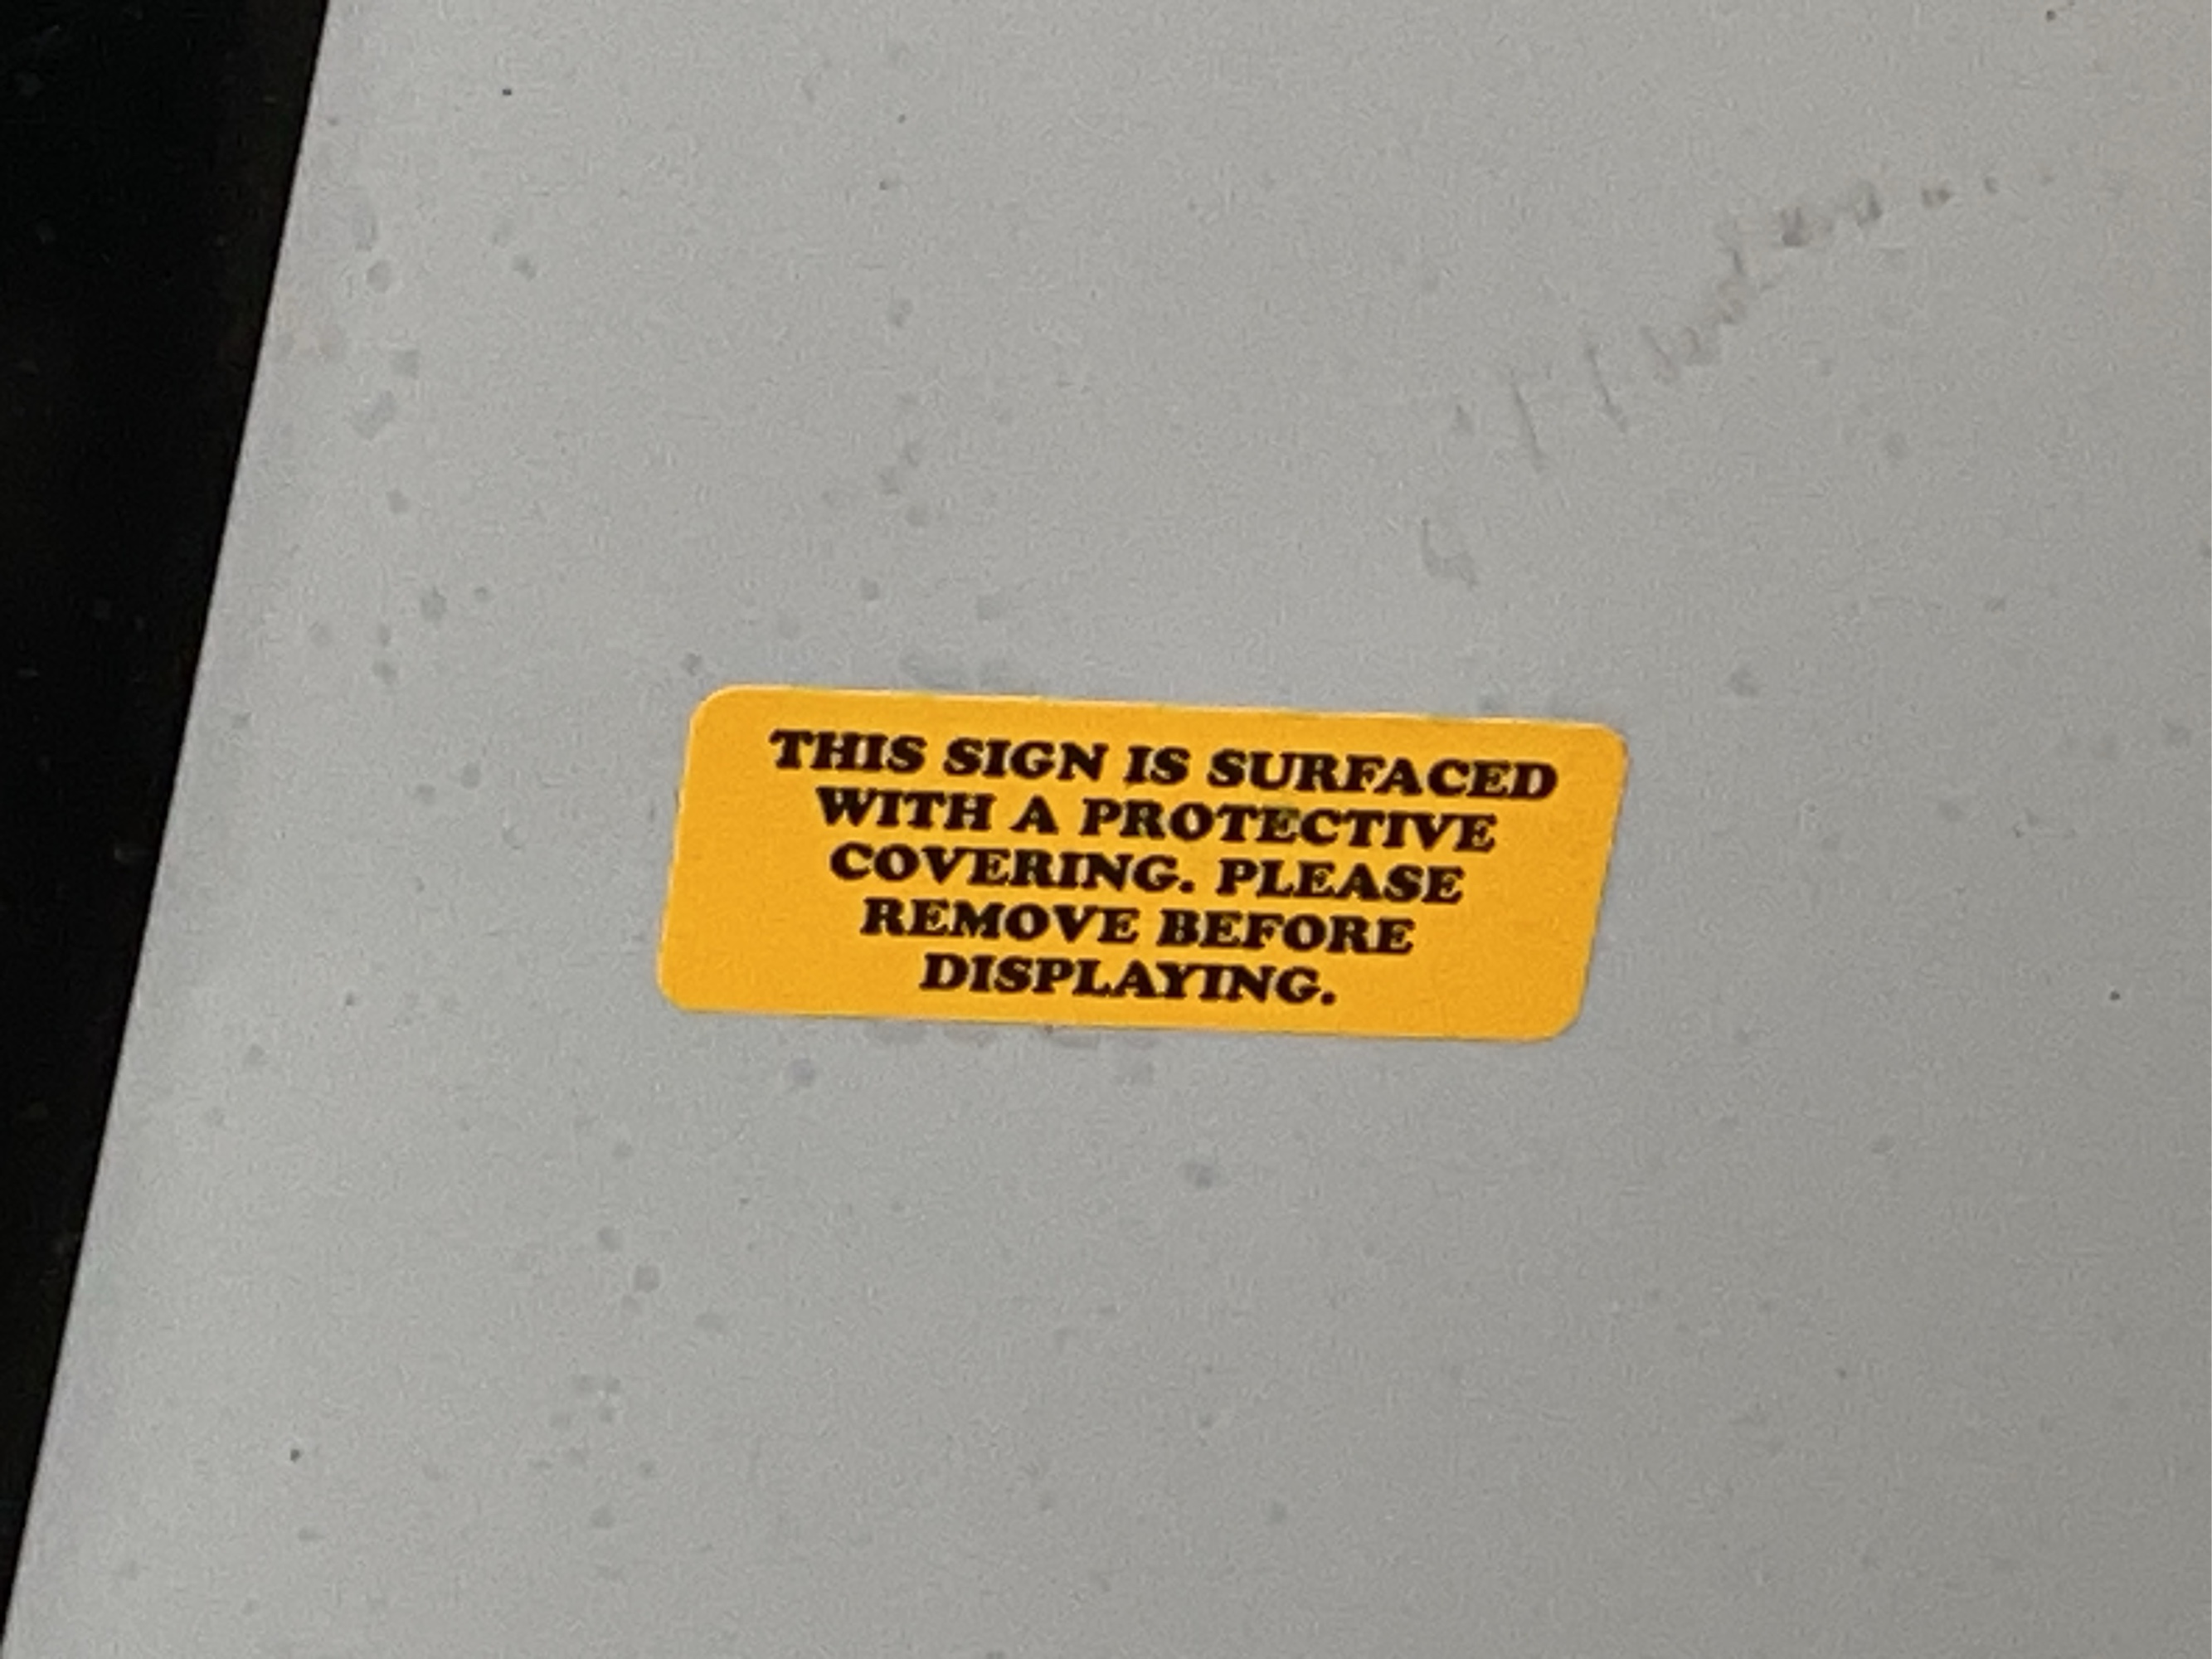 THIS SIGN IS SURFACED
WITH A PROTECTIVE
COVERING. PLEASE
REMOVE BEFORE
DISPLAYING.